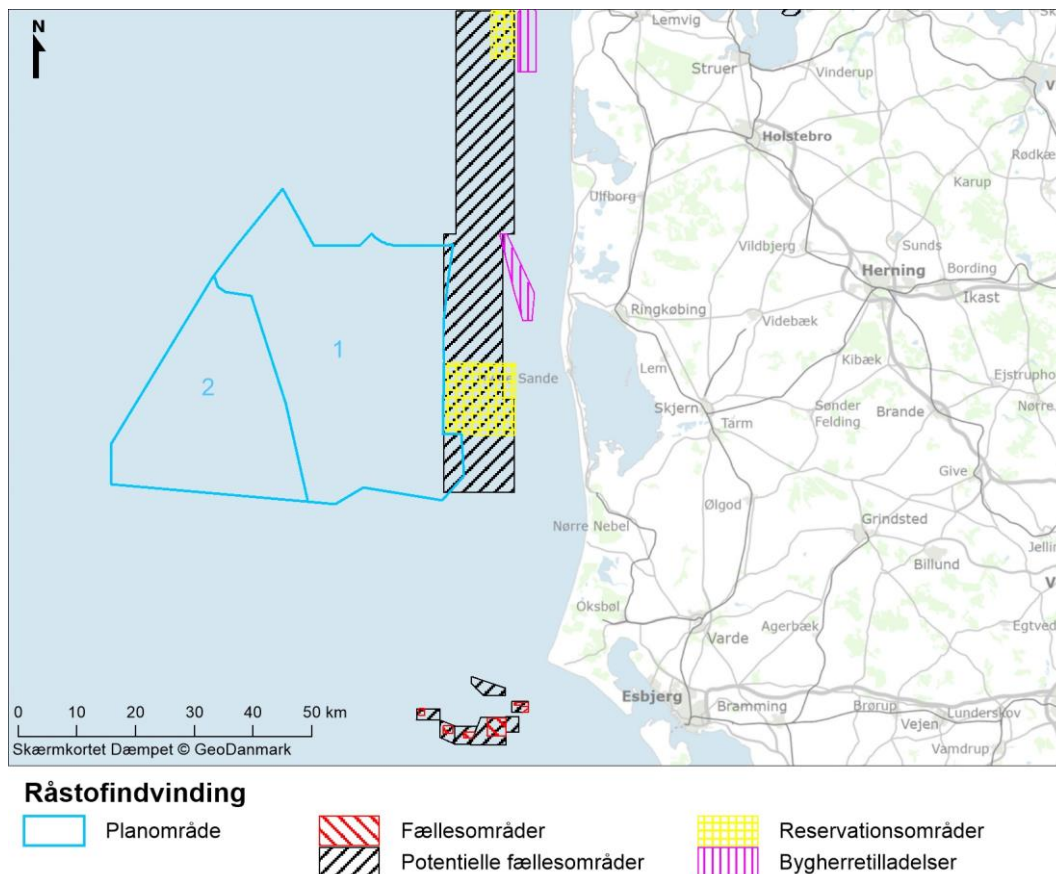 N
Lemvig
Struer
Vinderup
Holstebro
Rødkæ
Ulfborg
Karup
Vildbjerg
Sunds
Herning
Bording
Ikast
Ringkøbing
Videbæk
1
Kibæk
Lem
Ejstrupho
2
Sande
Skjern
Sønder
Felding
Brande
Nørre
Tarm
Give
Ølgod
Nørre Nebel
Grindsted
Billund
Jellin
Oksbøl
Agerbæk
Varde
Egtved
Esbjerg
Bramming
Brørup
Lunderskov
Vejen
Vamdrup
0 10 20 30 40 50 km
Skærmkortet Dæmpet © GeoDanmark
Råstofindvinding
Planområde
Fællesområder
Reservationsområder
Potentielle fællesområder
Bygherretilladelser